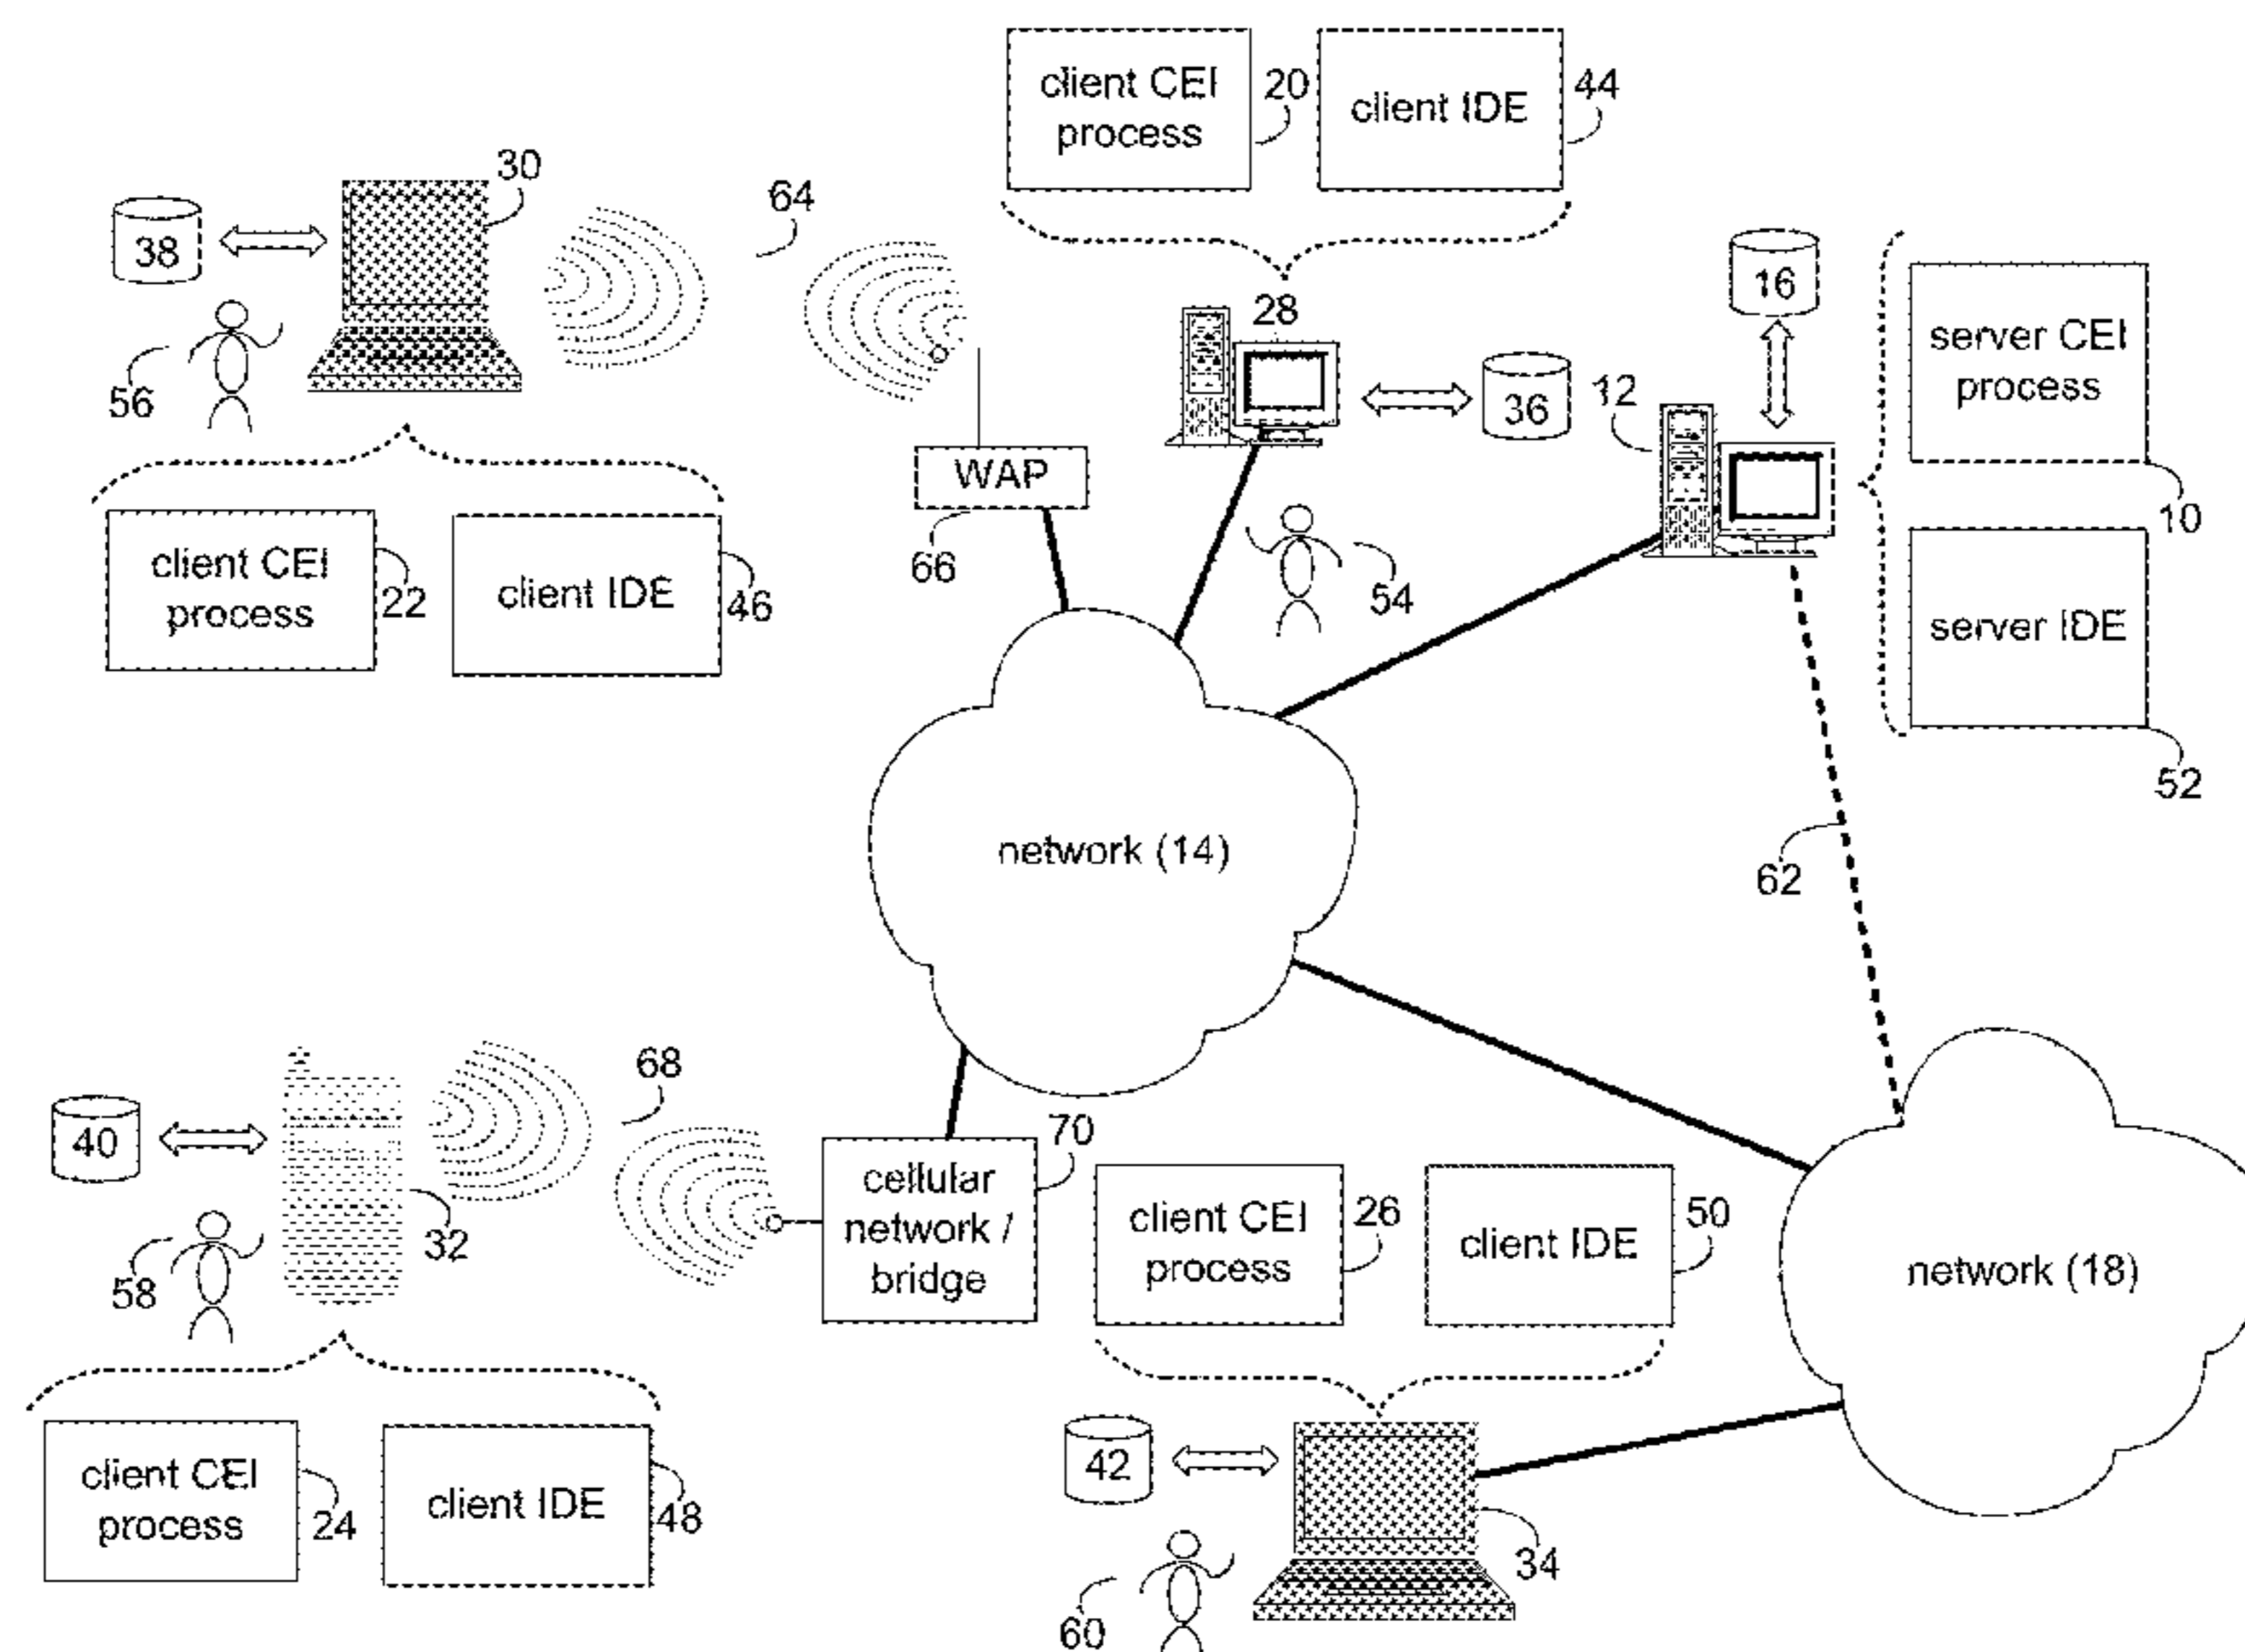 client CEI
process
20
client IDE
44
30
64
38
56
client CEI
process
22
client IDE
46
WAP
66
28
36
54
16
12
server CEI
process
10
server IDE
52
62
network (14)
68
70
40
32
58
cellular
network /
bridge
client CEI
process
26
client IDE
50
network (18)
client CEI
process
24
client IDE
48
42
34
60